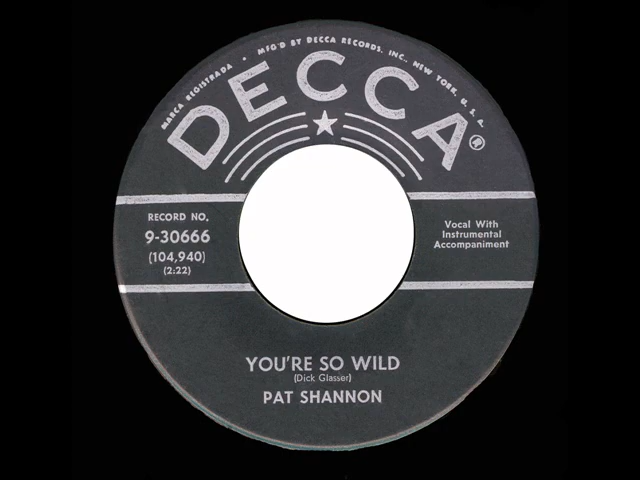 MARCA REGISTRADA • MFG'D BY DECCA RECORDS, INC., NEW YORK, U. S. A.
DECCA®
RECORD NO.
9-30666
(104,940)
(2:22)
Vocal With
Instrumental
Accompaniment
YOU'RE SO WILD
(Dick Glasser)
PAT SHANNON